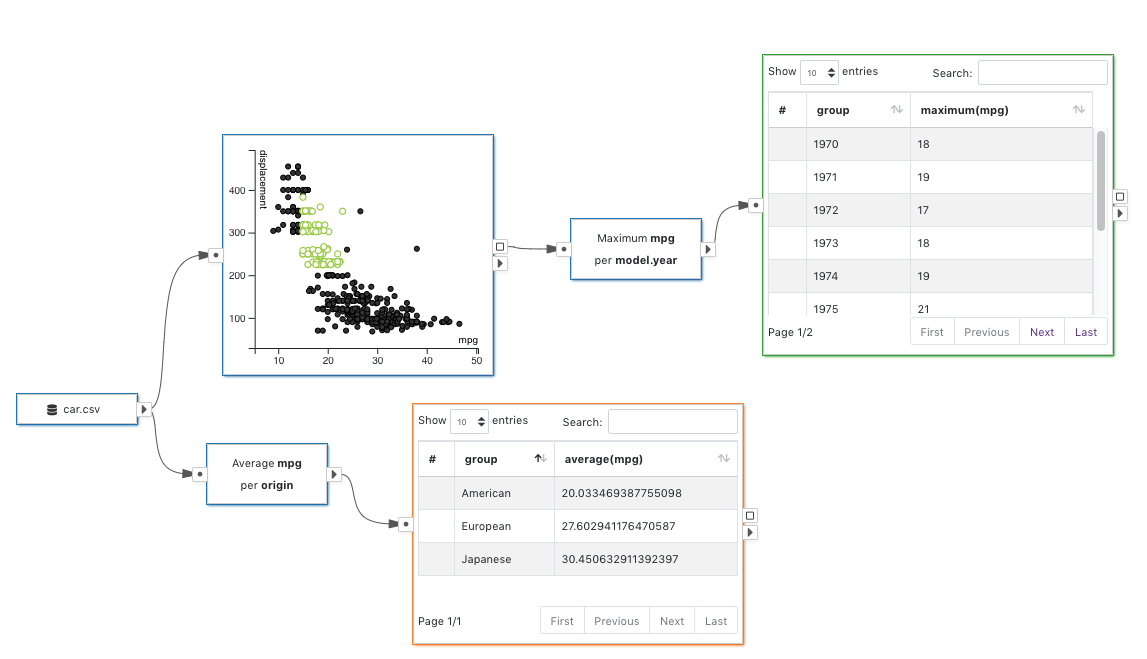 Show 10 entries Search:
# group maximum(mpg)
1970 18
1971 19
1972 17
1973 18
1974 19
1975 21
Page 1/2 First Previous Next Last
displacement
400
300
200
100
10 20 30 40 50
mpg
Maximum mpg
per model.year
car.csv
Average mpg
per origin
Show 10 entries Search:
# group average(mpg)
American 20.033469387755098
European 27.602941176470587
Japanese 30.450632911392397
Page 1/1 First Previous Next Last